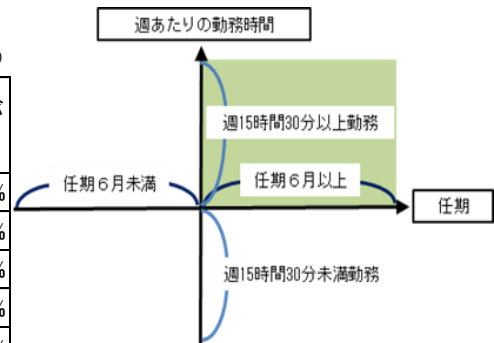 週あたりの勤務時間
週15時間30分以上勤務
任期６月未満
任期６月以上
任期
週15時間30分未満勤務
%
%
%
%
%